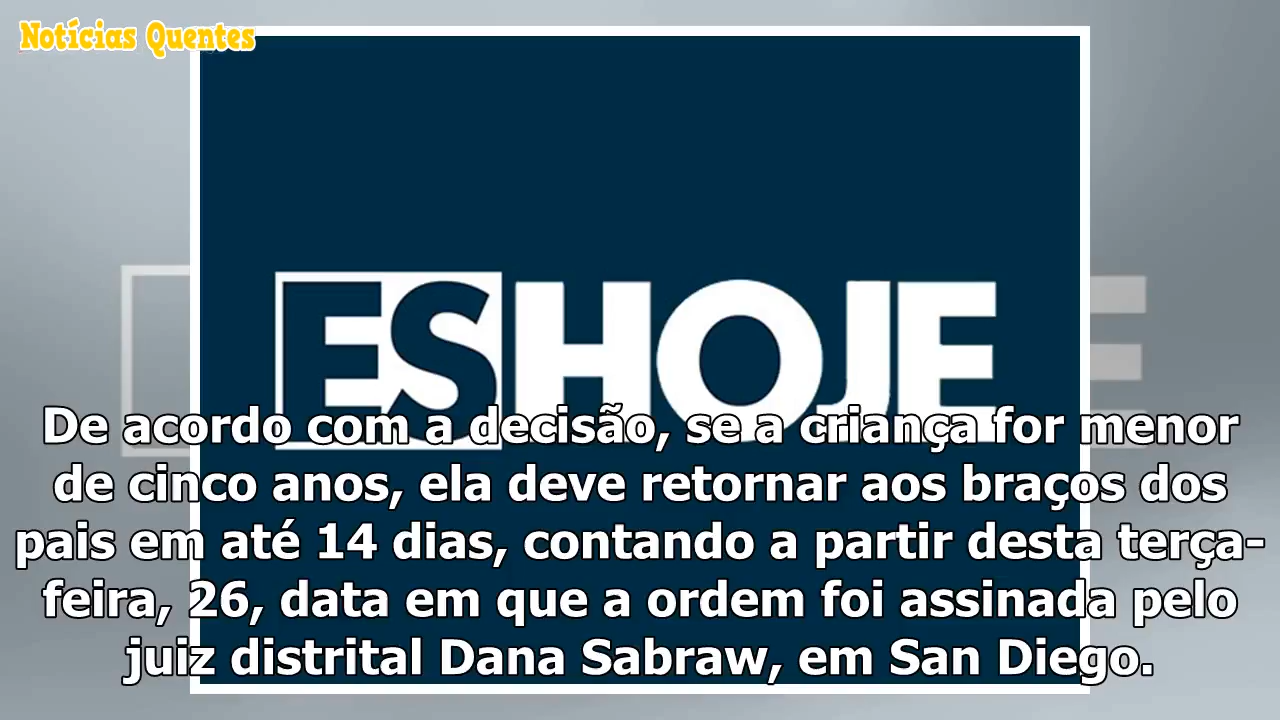 Notícias Quentes
ESHOJE
De acordo com a decisão, se a criança for menor
de cinco anos, ela deve retornar aos braços dos
pais em até 14 dias, contando a partir desta terça-
feira, 26, data em que a ordem foi assinada pelo
juiz distrital Dana Sabraw, em San Diego.